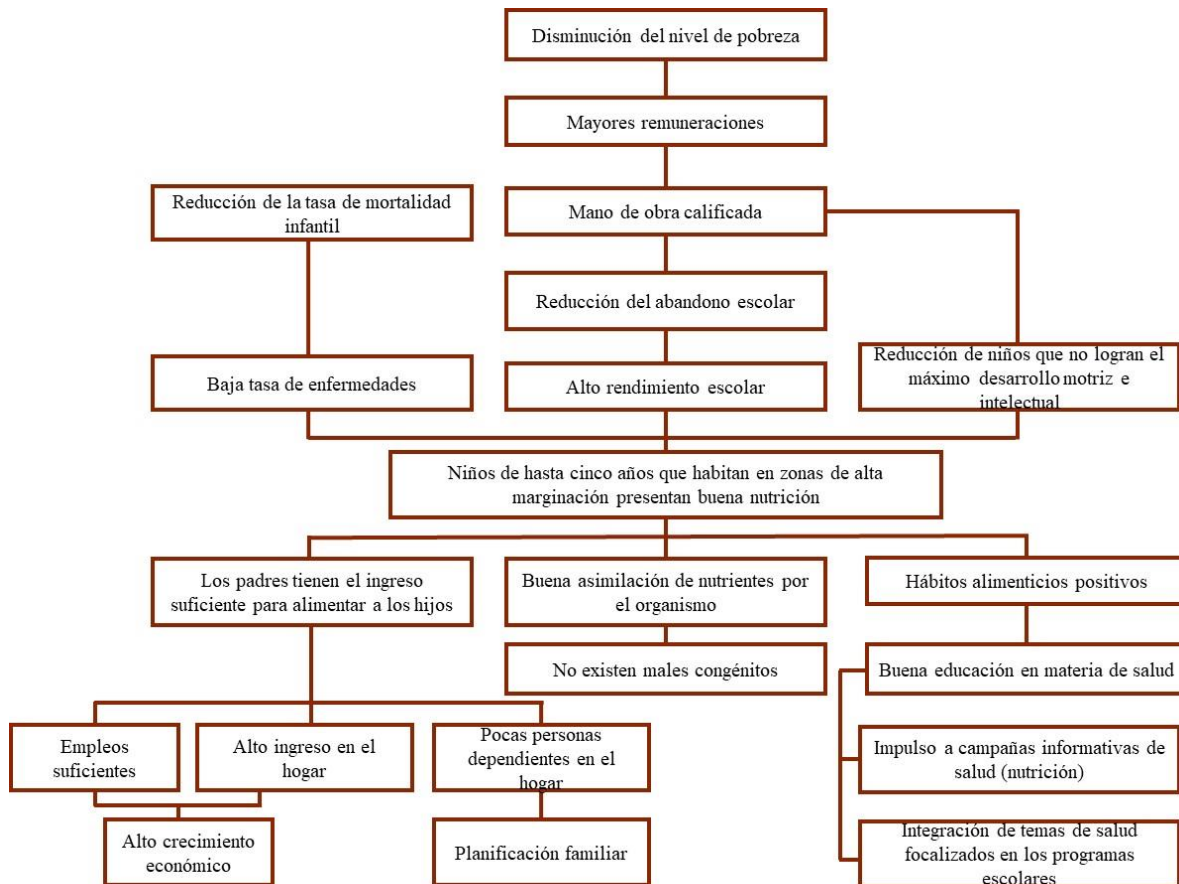 Disminución del nivel de pobreza
Mayores remuneraciones
Reducción de la tasa de mortalidad
infantil
Mano de obra calificada
Reducción del abandono escolar
Baja tasa de enfermedades
Alto rendimiento escolar
Reducción de niños que no logran el
máximo desarrollo motriz e
intelectual
Niños de hasta cinco años que habitan en zonas de alta
marginación presentan buena nutrición
Los padres tienen el ingreso
suficiente para alimentar a los hijos
Buena asimilación de nutrientes por
el organismo
Hábitos alimenticios positivos
No existen males congénitos
Buena educación en materia de salud
Empleos
suficientes
Alto ingreso en el
hogar
Pocas personas
dependientes en el
hogar
Impulso a campañas informativas de
salud (nutrición)
Alto crecimiento
económico
Planificación familiar
Integración de temas de salud
focalizados en los programas
escolares